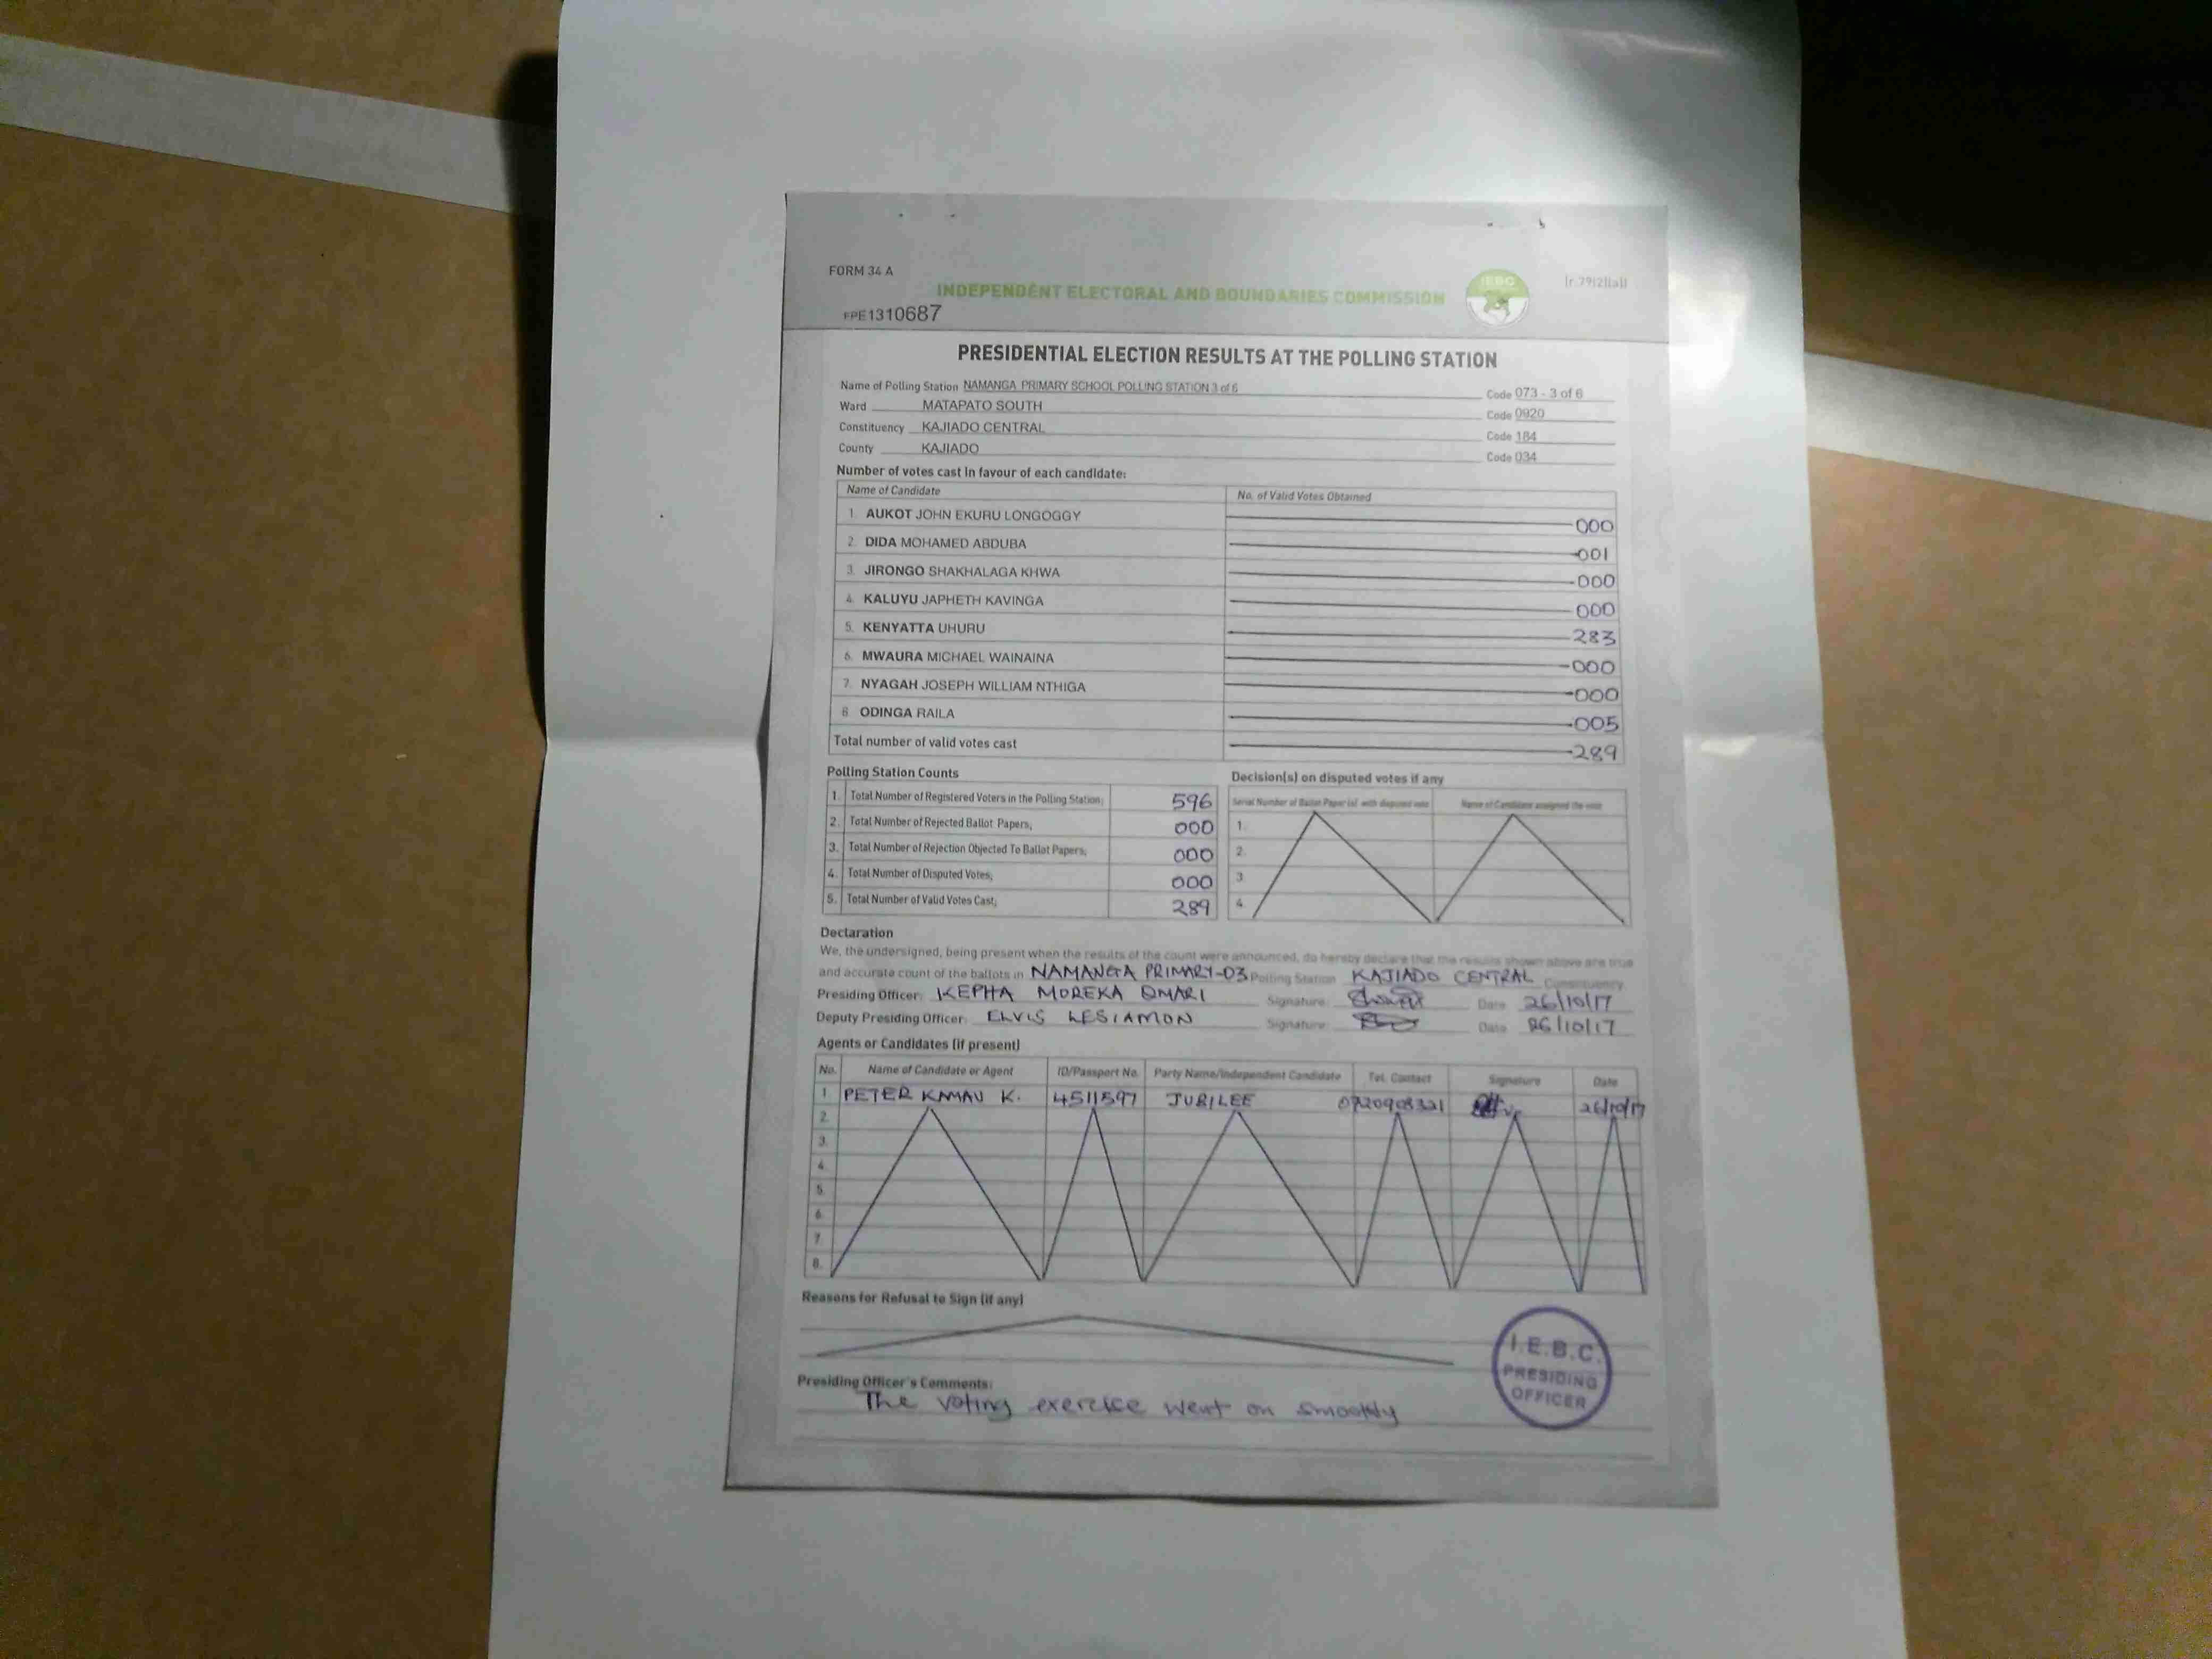 FORM 34 A
INDEPENDENT ELECTORAL AND BOUNDARIES COMMISSION
IEBC
FPE1310687
PRESIDENTIAL ELECTION RESULTS AT THE POLLING STATION
Name of Polling Station NAMANGA PRIMARY SCHOOL POLLING STATION 3 of 6 Code 073 - 3 of 6
Ward MATAPATO SOUTH Code 0920
Constituency KAJIADO CENTRAL Code 184
County KAJIADO Code 034
Number of votes cast in favour of each candidate:
Name of Candidate No. of Valid Votes Obtained
1. AUKOT JOHN EKURU LONGOGGY 000
2. DIDA MOHAMED ABDUBA 001
3. JIRONGO SHAKHALAGA KHWA 000
4. KALUYU JAPHETH KAVINGA 000
5. KENYATTA UHURU 283
6. MWAURA MICHAEL WAINAINA 000
7. NYAGAH JOSEPH WILLIAM NTHIGA 000
8 ODINGA RAILA 005
Total number of valid votes cast 289
Polling Station Counts
1. Total Number of Registered Voters in the Polling Station; 596
2. Total Number of Rejected Ballot Papers; 000
3. Total Number of Rejection Objected To Ballot Papers; 000
4. Total Number of Disputed Votes; 000
5. Total Number of Valid Votes Cast; 289
Decision(s) on disputed votes if any
Serial Number of Ballot Paper (s) with disputed vote Name of Candidate assigned the vote
1.
2.
3
4.
Declaration
We, the undersigned, being present when the results of the count were announced, do hereby declare that the results shown above are true
and accurate count of the ballots in NAMANGA PRIMARY-03 Polling Station KAJIADO CENTRAL Constituency
Presiding Officer: KEPHA MOREKA OMARI Signature: Date 26/10/17
Deputy Presiding Officer: ELVIS LESIAMON Signature: Date 26/10/17
Agents or Candidates (if present)
No. Name of Candidate or Agent ID/Passport No. Party Name/Independent Candidate Tel. Contact Signature Date
1 PETER KAMAU K. 4511597 JUBILEE 0720908321 26/10/17
2.
3.
4.
5.
6.
7.
8.
Reasons for Refusal to Sign (if any)
Presiding Officer's Comments:
The voting exercise went on smoothly
I.E.B.C.
PRESIDING
OFFICER